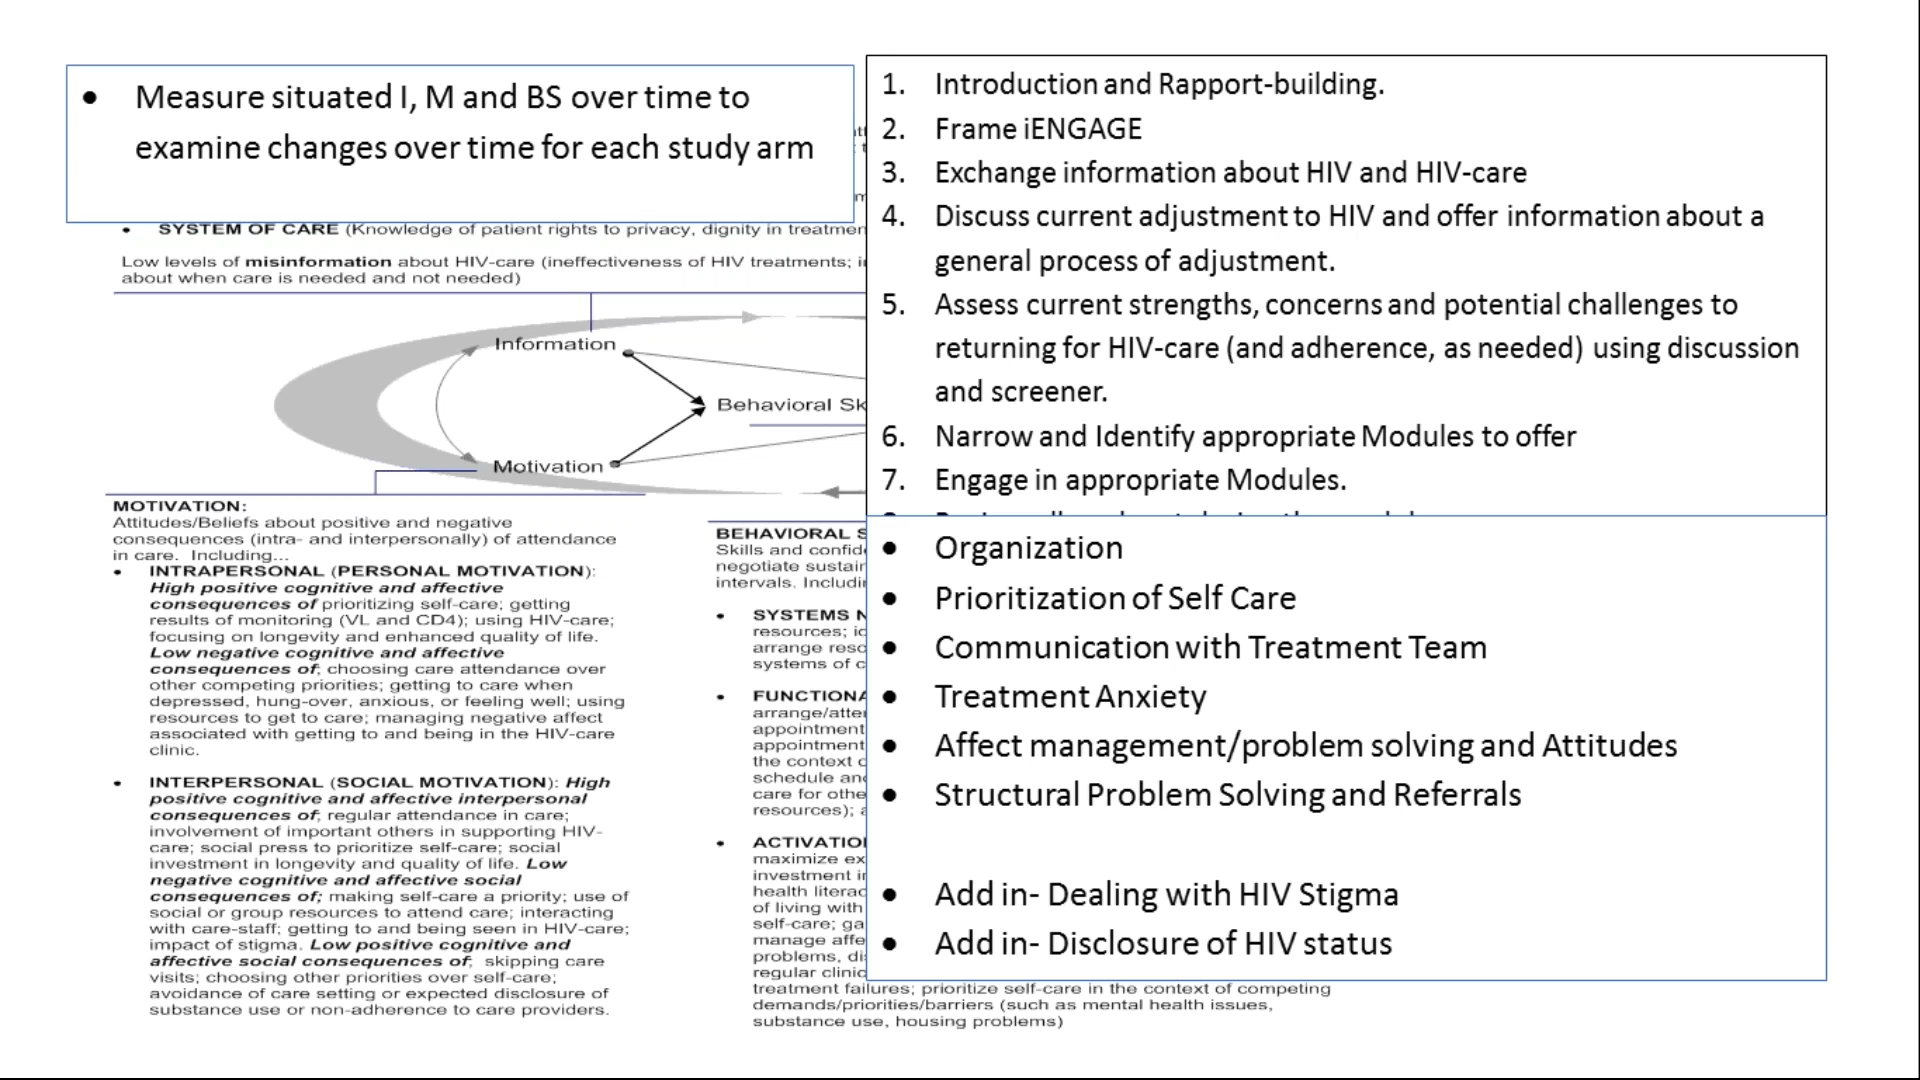 • Measure situated I, M and BS over time to
examine changes over time for each study arm
• SYSTEM OF CARE (Knowledge of patient rights to privacy, dignity in treatmen
Low levels of misinformation about HIV-care (ineffectiveness of HIV treatments;
about when care is needed and not needed)
Information
Behavioral Sk
Motivation
MOTIVATION:
Attitudes/Beliefs about positive and negative
consequences (intra- and interpersonally) of attendance
in care. Including...
• INTRAPERSONAL (PERSONAL MOTIVATION):
High positive cognitive and affective
consequences of prioritizing self-care; getting
results of monitoring (VL and CD4); using HIV-care;
focusing on longevity and enhanced quality of life.
Low negative cognitive and affective
consequences of; choosing care attendance over
other competing priorities; getting to care when
depressed, hung-over, anxious, or feeling well; using
resources to get to care; managing negative affect
associated with getting to and being in the HIV-care
clinic.
• INTERPERSONAL (SOCIAL MOTIVATION): High
positive cognitive and affective interpersonal
consequences of; regular attendance in care;
involvement of important others in supporting HIV-
care; social press to prioritize self-care; social
investment in longevity and quality of life. Low
negative cognitive and affective social
consequences of; making self-care a priority; use of
social or group resources to attend care; interacting
with care-staff; getting to and being seen in HIV-care;
impact of stigma. Low positive cognitive and
affective social consequences of; skipping care
visits; choosing other priorities over self-care;
avoidance of care setting or expected disclosure of
substance use or non-adherence to care providers.
BEHAVIORAL S
Skills and confid
negotiate sustain
intervals. Includi
• SYSTEMS N
resources; id
arrange reso
systems of c
• FUNCTIONA
arrange/atte
appointment
appointment
the context o
schedule and
care for othe
resources); a
• ACTIVATIO
maximize ex
investment in
health literac
of living with
self-care; ga
manage affe
problems, di
regular clinic
treatment failures; prioritize self-care in the context of competing
demands/priorities/barriers (such as mental health issues,
substance use, housing problems)
1. Introduction and Rapport-building.
2. Frame iENGAGE
3. Exchange information about HIV and HIV-care
4. Discuss current adjustment to HIV and offer information about a
general process of adjustment.
5. Assess current strengths, concerns and potential challenges to
returning for HIV-care (and adherence, as needed) using discussion
and screener.
6. Narrow and Identify appropriate Modules to offer
7. Engage in appropriate Modules.
• Organization
• Prioritization of Self Care
• Communication with Treatment Team
• Treatment Anxiety
• Affect management/problem solving and Attitudes
• Structural Problem Solving and Referrals
• Add in- Dealing with HIV Stigma
• Add in- Disclosure of HIV status